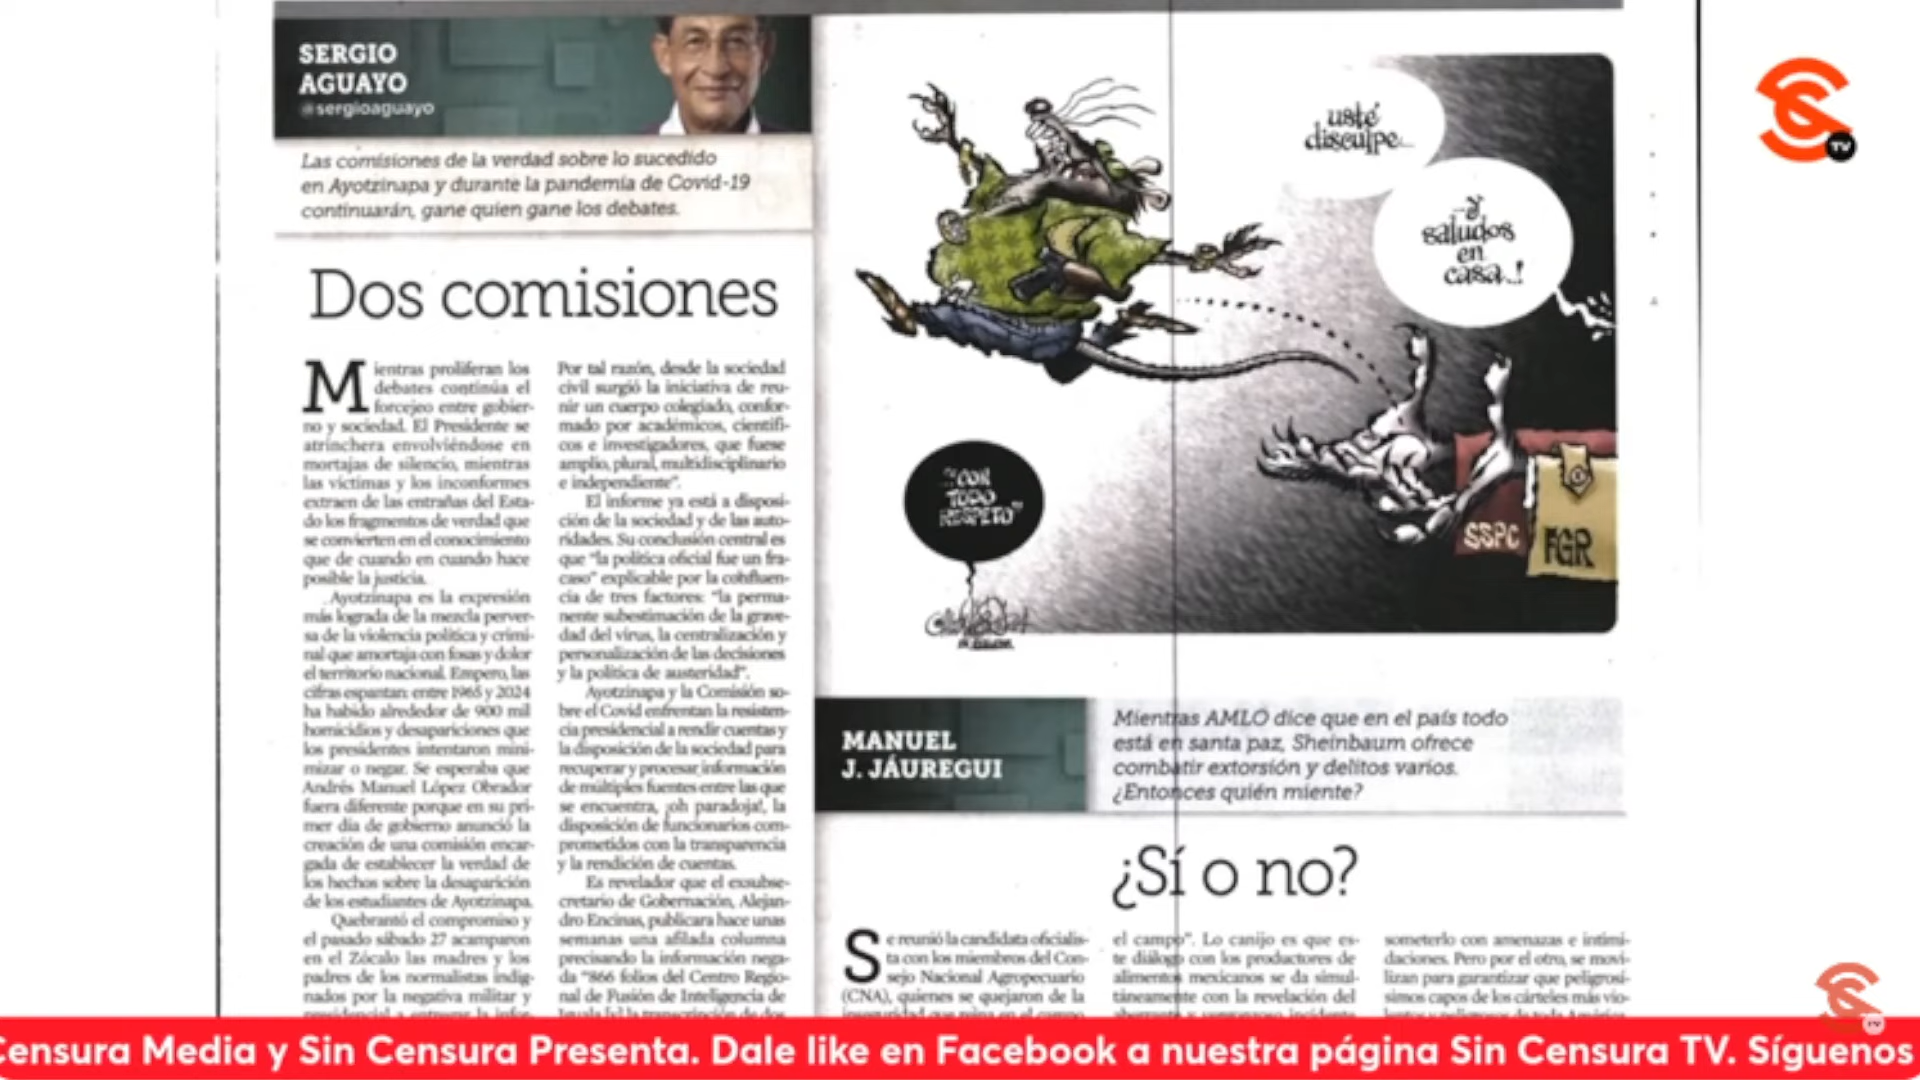 SERGIO
AGUAYO
@sergioaguayo
Las comisiones de la verdad sobre lo sucedido
en Ayotzinapa y durante la pandemia de Covid-19
continuarán, gane quien gane los debates.
Dos comisiones
Mientras proliferan los
debates continúa el
forcejeo entre gobier-
no y sociedad. El Presidente se
atrinchera envolviéndose en
mortajas de silencio, mientras
las víctimas y los inconformes
extraen de las entrañas del Esta-
do los fragmentos de verdad que
se convierten en el conocimiento
que de cuando en cuando hace
posible la justicia.
Ayotzinapa es la expresión
más lograda de la mezcla perver-
sa de la violencia política y crimi-
nal que amortaja con fosas y dolor
el territorio nacional. Empero, las
cifras espantan: entre 1965 y 2024
ha habido alrededor de 900 mil
homicidios y desapariciones que
los presidentes intentaron mini-
mizar o negar. Se esperaba que
Andrés Manuel López Obrador
fuera diferente porque en su pri-
mer día de gobierno anunció la
creación de una comisión encar-
gada de establecer la verdad de
los hechos sobre la desaparición
de los estudiantes de Ayotzinapa.
Quebrantó el compromiso y
el pasado sábado 27 acamparon
en el Zócalo las madres y los
padres de los normalistas indig-
nados por la negativa militar y
presidencial a entregar la infor-
Por tal razón, desde la sociedad
civil surgió la iniciativa de reu-
nir un cuerpo colegiado, confor-
mado por académicos, científi-
cos e investigadores, que fuese
amplio, plural, multidisciplinario
e independiente".
El informe ya está a disposi-
ción de la sociedad y de las auto-
ridades. Su conclusión central es
que "la política oficial fue un fra-
caso" explicable por la confluen-
cia de tres factores: "la perma-
nente subestimación de la grave-
dad del virus, la centralización y
personalización de las decisiones
y la política de austeridad".
Ayotzinapa y la Comisión so-
bre el Covid enfrentan la resisten-
cia presidencial a rendir cuentas y
la disposición de la sociedad para
recuperar y procesar información
de múltiples fuentes entre las que
se encuentra, ¡oh paradoja!, la
disposición de funcionarios com-
prometidos con la transparencia
y la rendición de cuentas.
Es revelador que el exsubse-
cretario de Gobernación, Alejan-
dro Encinas, publicara hace unas
semanas una afilada columna
precisando la información nega-
da "866 folios del Centro Regio-
nal de Fusión de Inteligencia de
Iguala [a] la transcripción de dos
usté
disculpe...
...y
saludos
en
casa..!
"CON
TODO
RESPETO"
SSPC
FGR
MANUEL
J. JÁUREGUI
Mientras AMLO dice que en el país todo
está en santa paz, Sheinbaum ofrece
combatir extorsión y delitos varios.
¿Entonces quién miente?
¿Sí o no?
Se reunió la candidata oficialis-
ta con los miembros del Con-
sejo Nacional Agropecuario
(CNA), quienes se quejaron de la
inseguridad que reina en el campo
el campo". Lo canijo es que es-
te diálogo con los productores de
alimentos mexicanos se da simul-
táneamente con la revelación del
aberrante y vergonzoso incidente
someterlo con amenazas e intimi-
daciones. Pero por el otro, se movi-
lizan para garantizar que peligrosí-
simos capos de los cárteles más vio-
TV
TV
Censura Media y Sin Censura Presenta. Dale like en Facebook a nuestra página Sin Censura TV. Síguenos